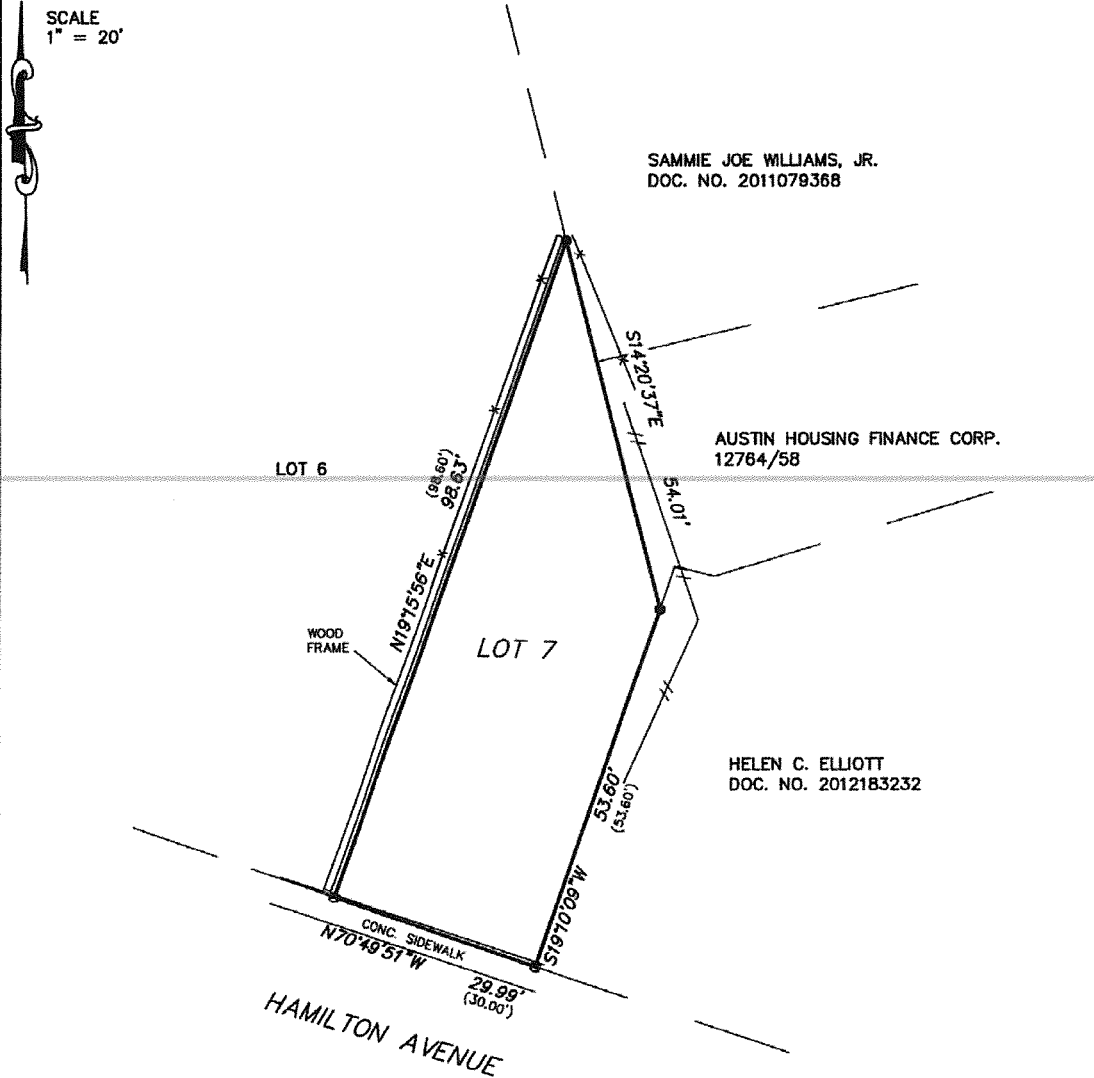 SCALE
1" = 20'
SAMMIE JOE WILLIAMS, JR.
DOC. NO. 2011079368
S14°20'37"E
54.01'
AUSTIN HOUSING FINANCE CORP.
12764/58
LOT 6
(98.60')
98.63'
N19°15'56"E
WOOD
FRAME
LOT 7
HELEN C. ELLIOTT
DOC. NO. 2012183232
53.60'
(53.60')
S19°10'09"W
CONC. SIDEWALK
N70°49'51"W
29.99'
(30.00')
HAMILTON AVENUE